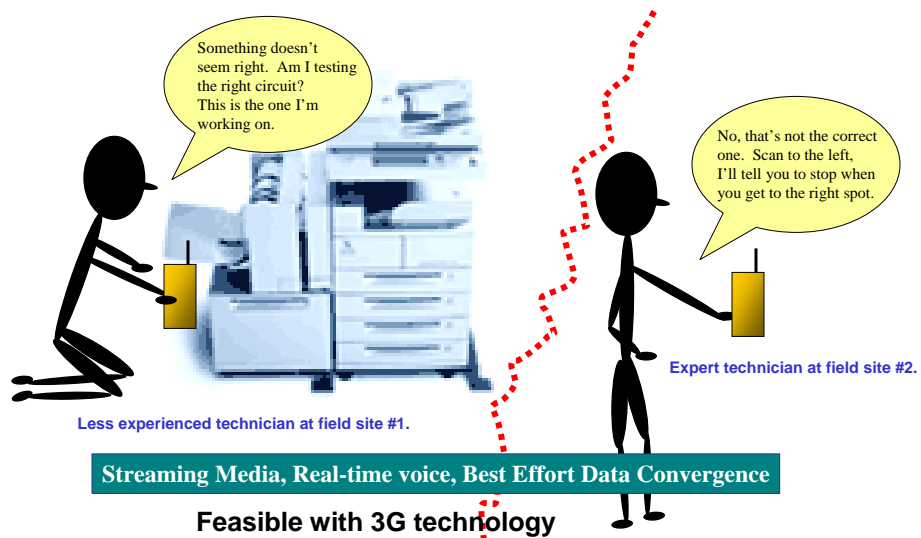 Something doesn't
seem right. Am I testing
the right circuit?
This is the one I'm
working on.
No, that's not the correct
one. Scan to the left,
I'll tell you to stop when
you get to the right spot.
Expert technician at field site #2.
Less experienced technician at field site #1.
Streaming Media, Real-time voice, Best Effort Data Convergence
Feasible with 3G technology